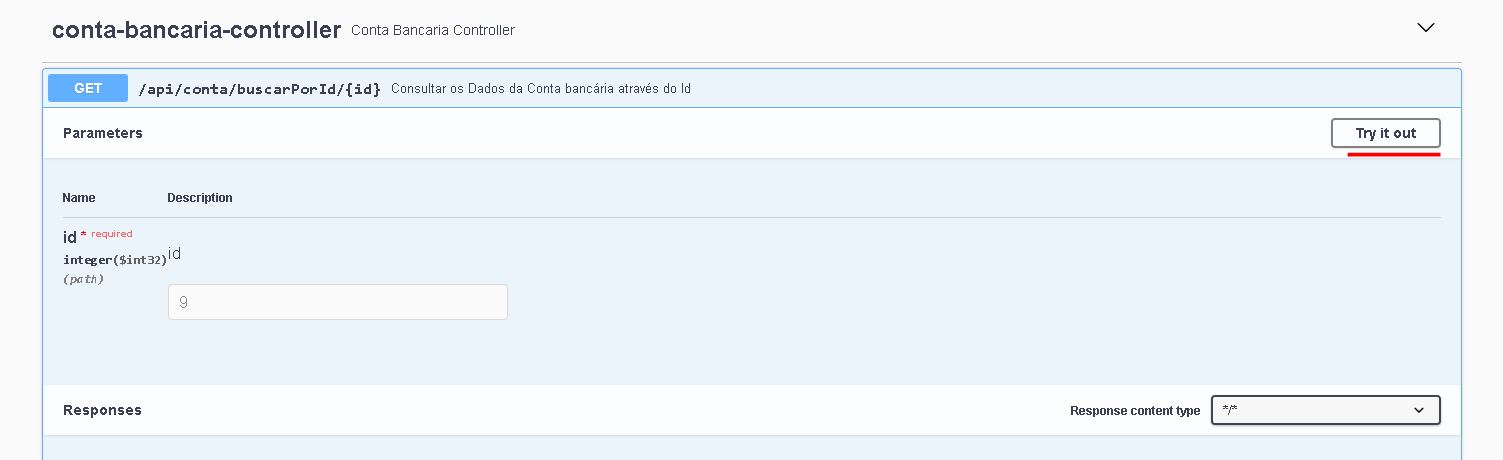 conta-bancaria-controller Conta Bancaria Controller
GET /api/conta/buscarPorId/{id} Consultar os Dados da Conta bancária através do Id
Parameters Try it out
Name Description
id * required
integer($int32)
(path)
id
9
Responses Response content type */*